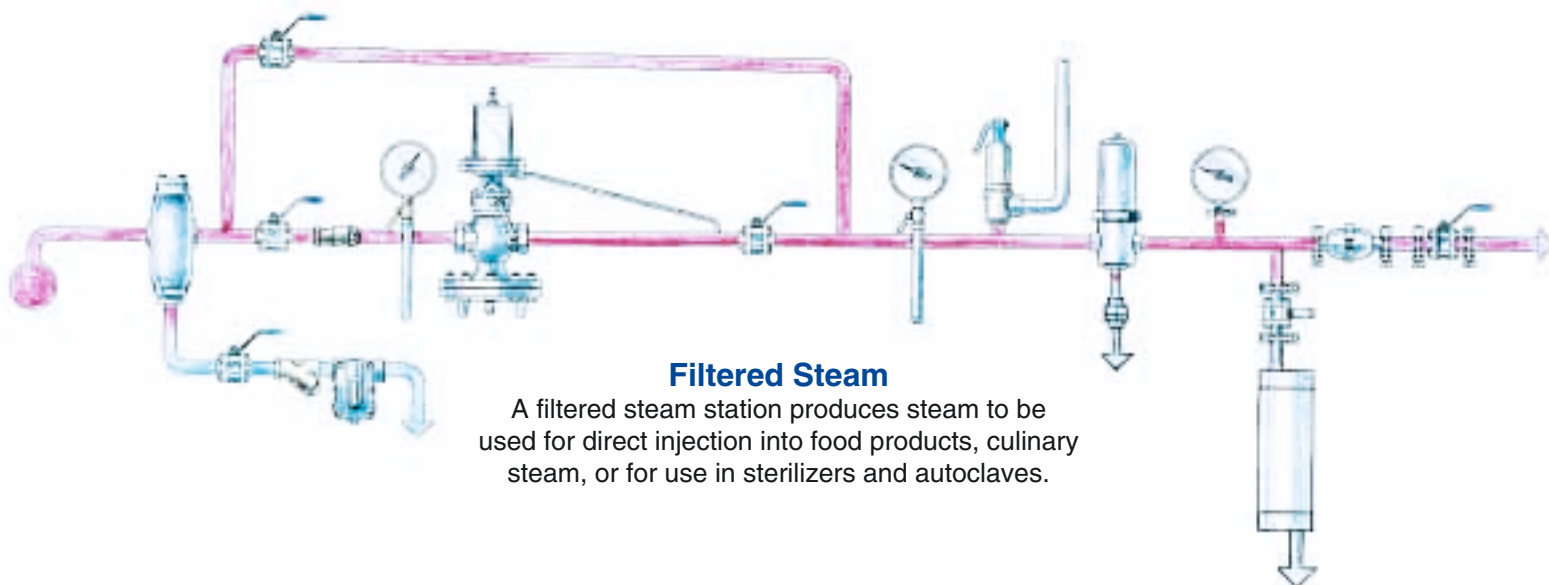 Filtered Steam
A filtered steam station produces steam to be
used for direct injection into food products, culinary
steam, or for use in sterilizers and autoclaves.